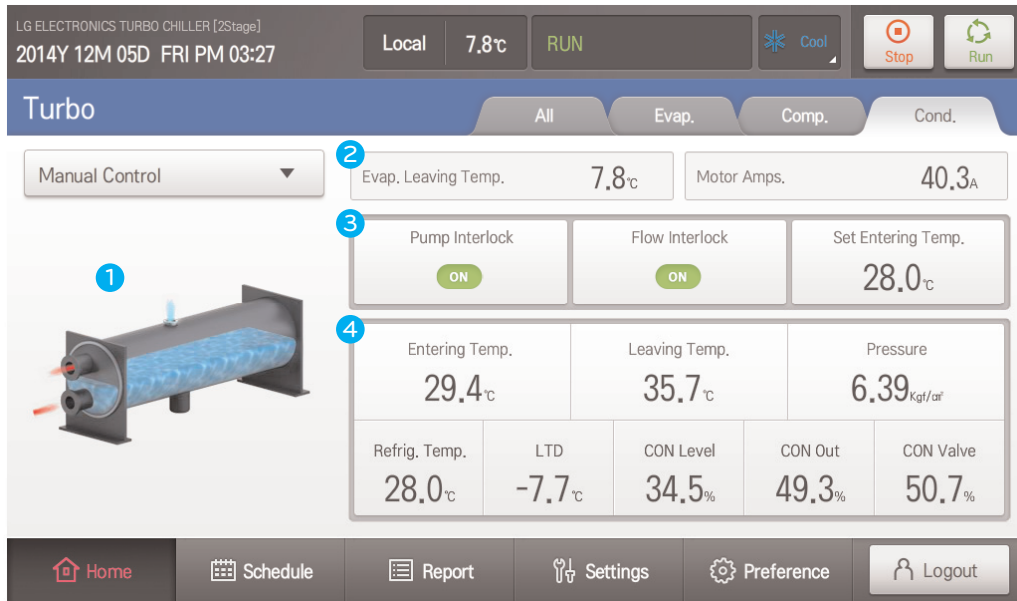 LG ELECTRONICS TURBO CHILLER [2Stage]
2014Y 12M 05D FRI PM 03:27
Local 7.8℃ RUN Cool Stop Run
Turbo All Evap. Comp. Cond.
Manual Control
2
Evap. Leaving Temp. 7.8℃ Motor Amps. 40.3A
3
Pump Interlock Flow Interlock Set Entering Temp.
ON ON 28.0℃
1
4
Entering Temp. Leaving Temp. Pressure
29.4℃ 35.7℃ 6.39Kgf/㎠
Refrig. Temp. LTD CON Level CON Out CON Valve
28.0℃ -7.7℃ 34.5% 49.3% 50.7%
Home Schedule Report Settings Preference Logout